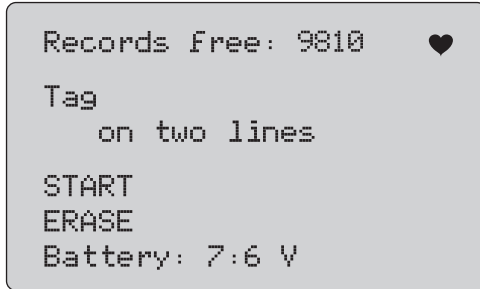 Records free: 9810 ♥
Tag
on two lines
START
ERASE
Battery: 7:6 V